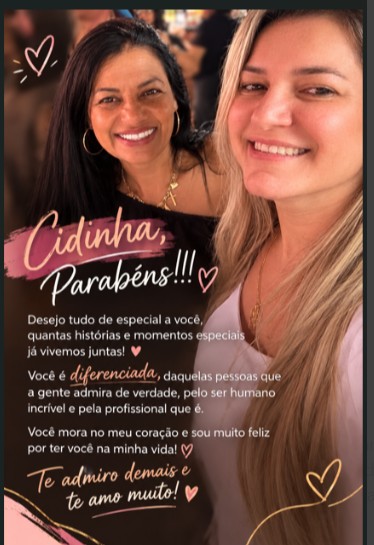 Cidinha,
Parabéns!!!
Desejo tudo de especial a você,
quantas histórias e momentos especiais
já vivemos juntas!
Você é diferenciada, daquelas pessoas que
a gente admira de verdade, pelo ser humano
incrível e pela profissional que é.
Você mora no meu coração e sou muito feliz
por ter você na minha vida!
Te admiro demais e
te amo muito!